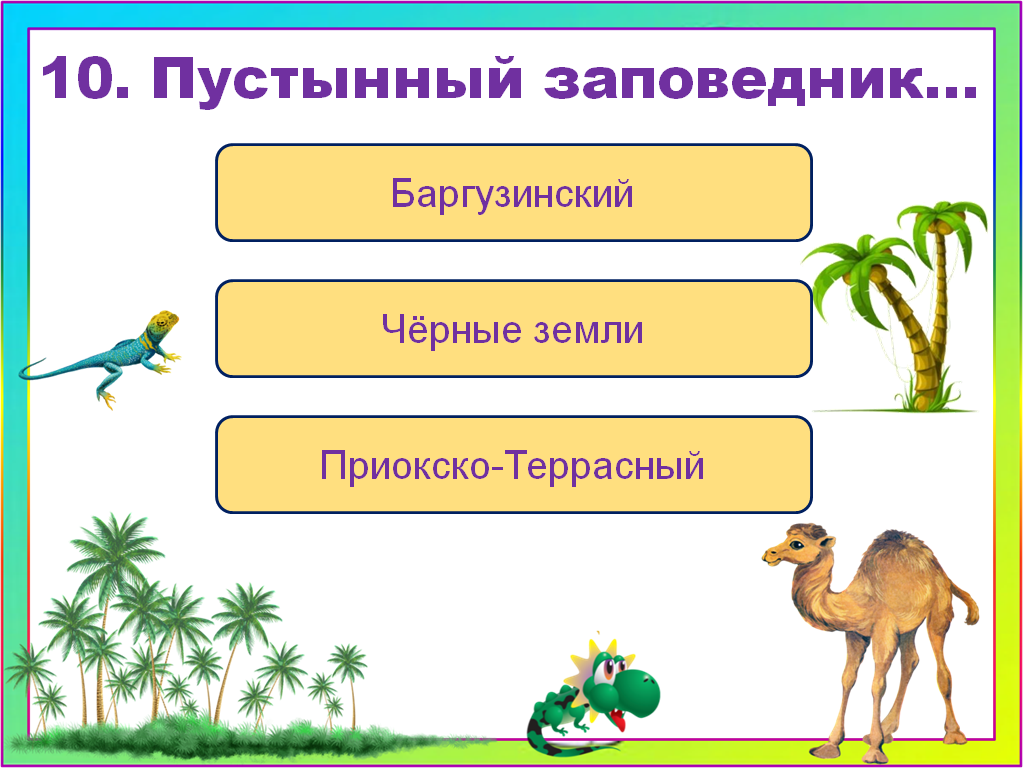 10. Пустынный заповедник...
Баргузинский
Чёрные земли
Приокско-Террасный